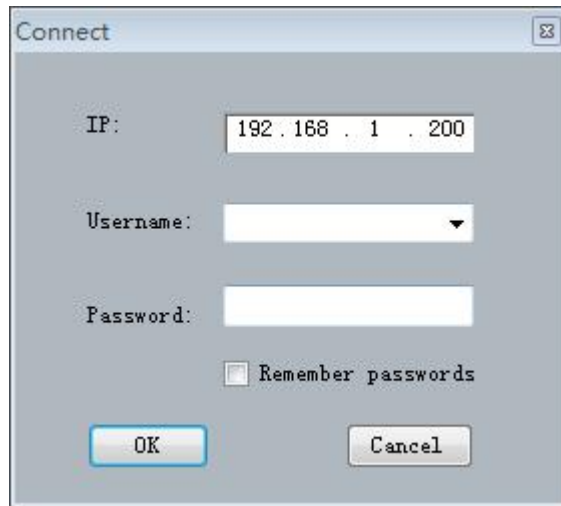 Connect
IP: 192 . 168 . 1 . 200
Username:
Password:
Remember passwords
OK Cancel